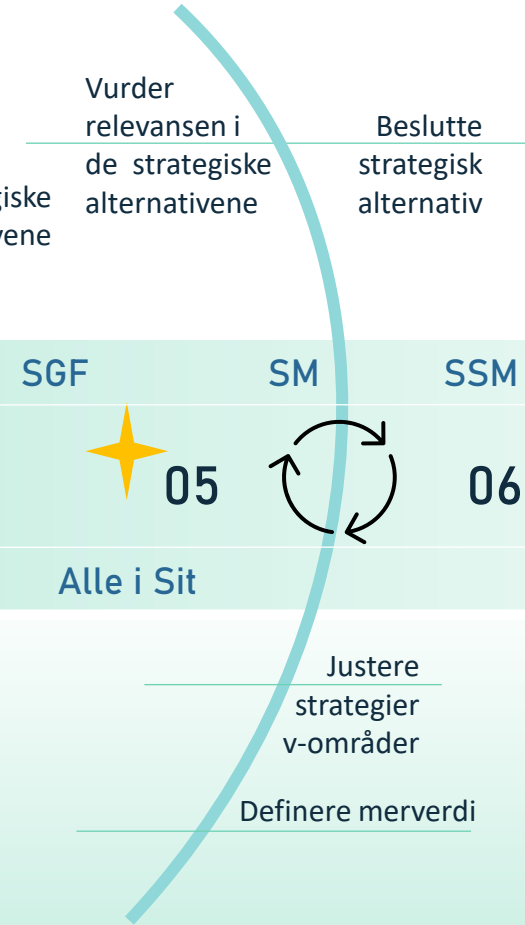 Vurder
relevansen i
de strategiske
alternativene
Beslutte
strategisk
alternativ
SGF
SM
SSM
05
06
Alle i Sit
Justere
strategier
v-områder
Definere merverdi